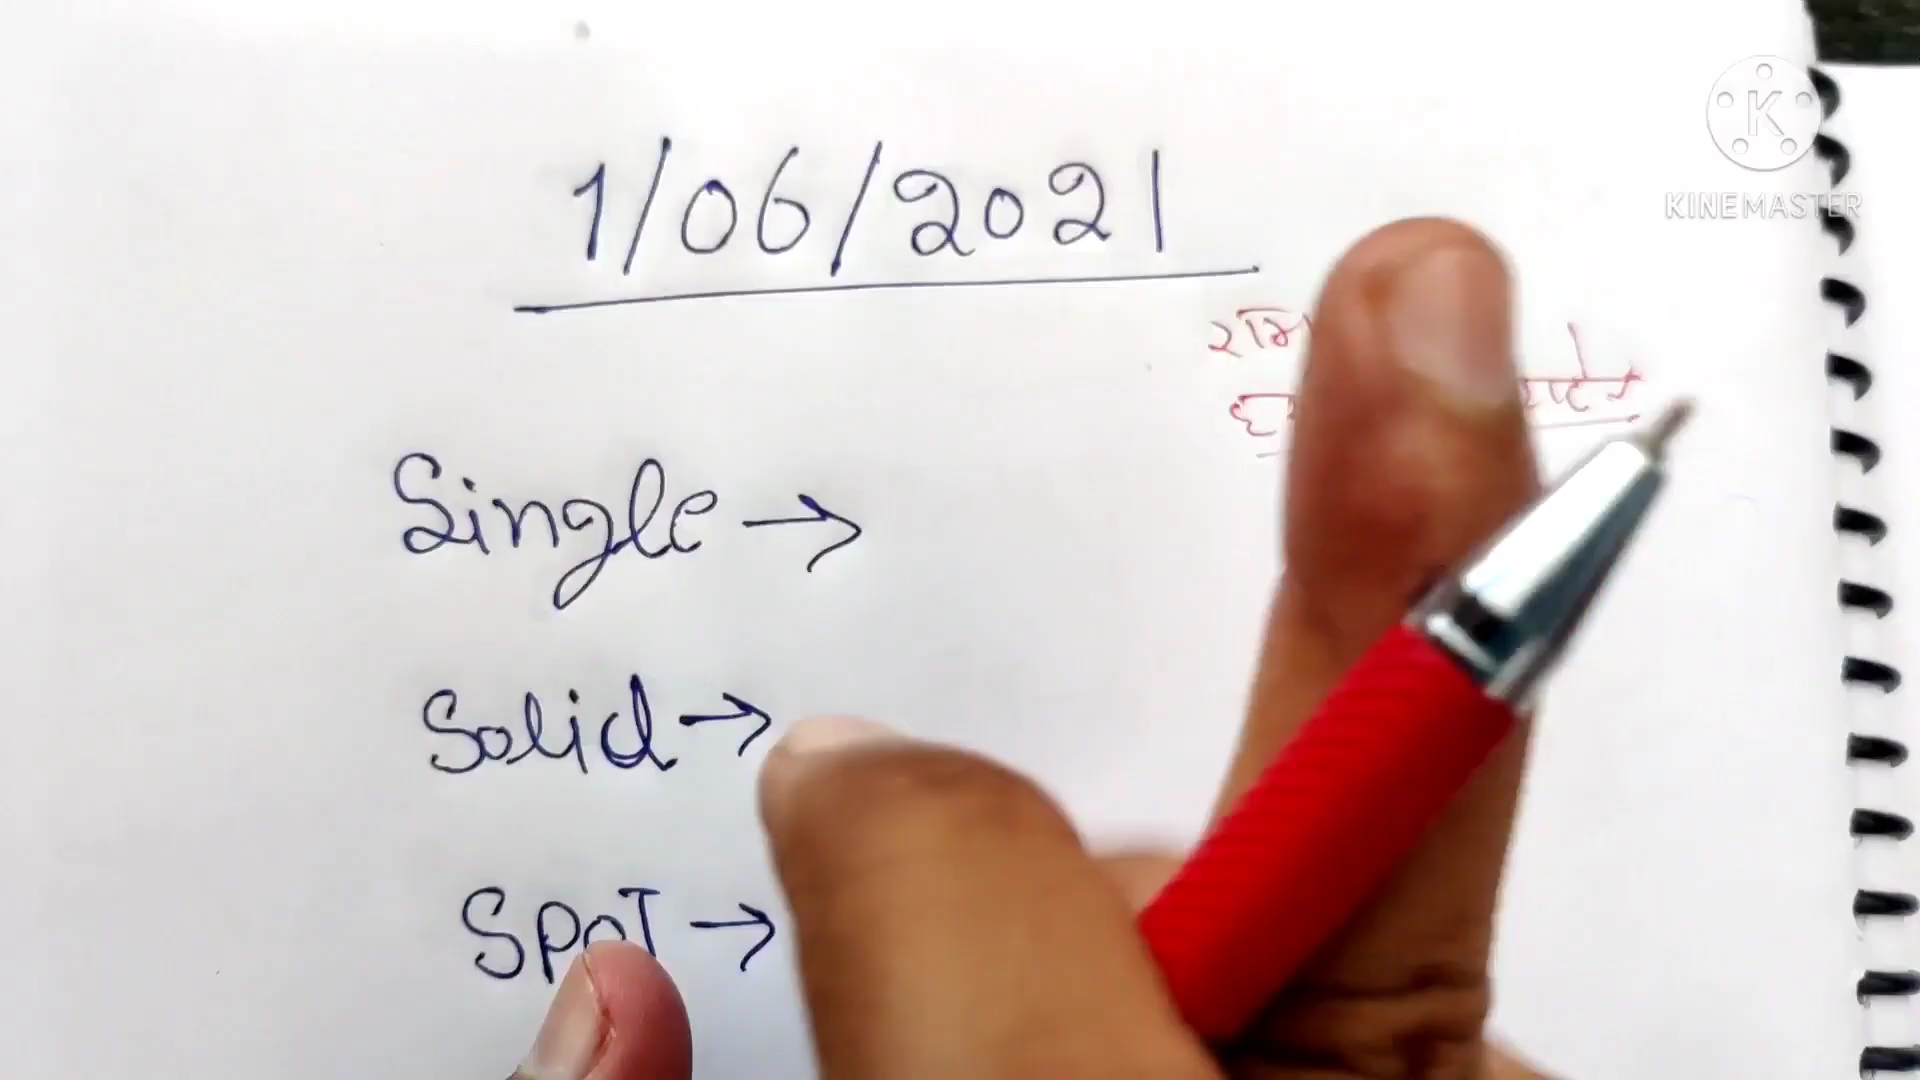 1/06/2021
Single →
Solid →
SPOT →
K
KINEMASTER